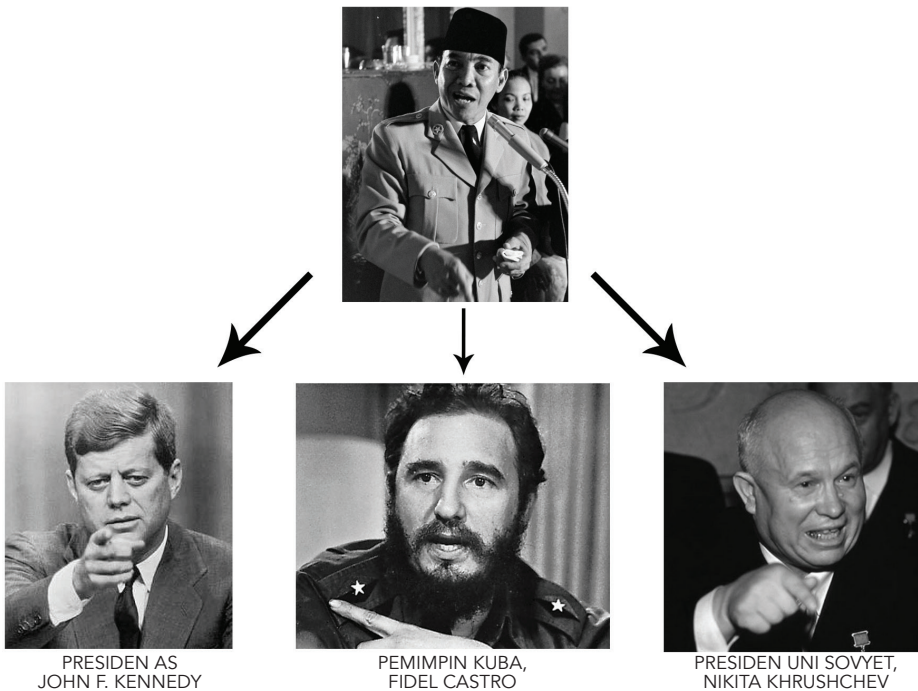 PRESIDEN AS
JOHN F. KENNEDY
PEMIMPIN KUBA,
FIDEL CASTRO
PRESIDEN UNI SOVYET,
NIKITA KHRUSHCHEV